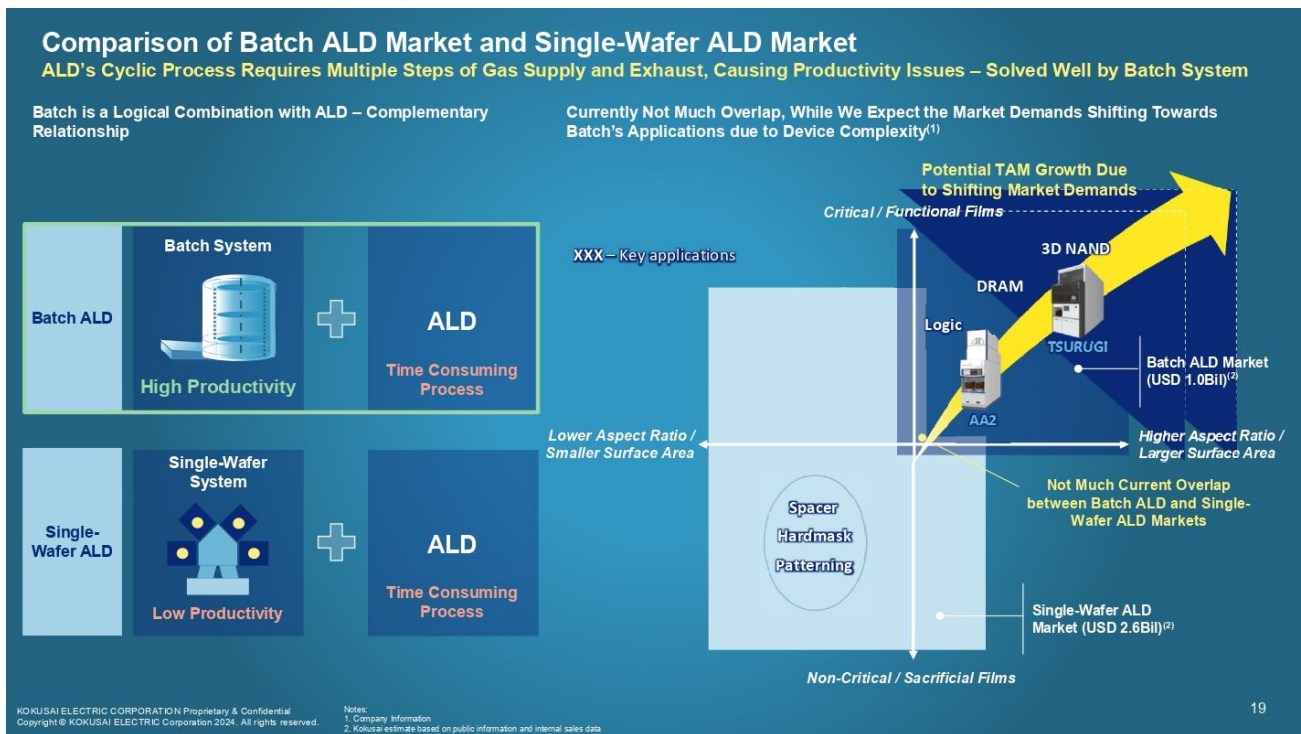 Comparison of Batch ALD Market and Single-Wafer ALD Market
ALD's Cyclic Process Requires Multiple Steps of Gas Supply and Exhaust, Causing Productivity Issues – Solved Well by Batch System
Batch is a Logical Combination with ALD – Complementary
Relationship
Batch ALD
Batch System
High Productivity
ALD
Time Consuming
Process
Single-
Wafer ALD
Single-Wafer
System
Low Productivity
ALD
Time Consuming
Process
Currently Not Much Overlap, While We Expect the Market Demands Shifting Towards
Batch's Applications due to Device Complexity(1)
Potential TAM Growth Due
to Shifting Market Demands
Critical / Functional Films
XXX – Key applications
3D NAND
DRAM
Logic
TSURUGI
AA2
Batch ALD Market
(USD 1.0Bil)(2)
Lower Aspect Ratio /
Smaller Surface Area
Higher Aspect Ratio /
Larger Surface Area
Not Much Current Overlap
between Batch ALD and Single-
Wafer ALD Markets
Spacer
Hardmask
Patterning
Single-Wafer ALD
Market (USD 2.6Bil)(2)
Non-Critical / Sacrificial Films
KOKUSAI ELECTRIC CORPORATION Proprietary & Confidential
Copyright © KOKUSAI ELECTRIC Corporation 2024. All rights reserved.
Notes:
1. Company Information
2. Kokusai estimate based on public information and internal sales data
19